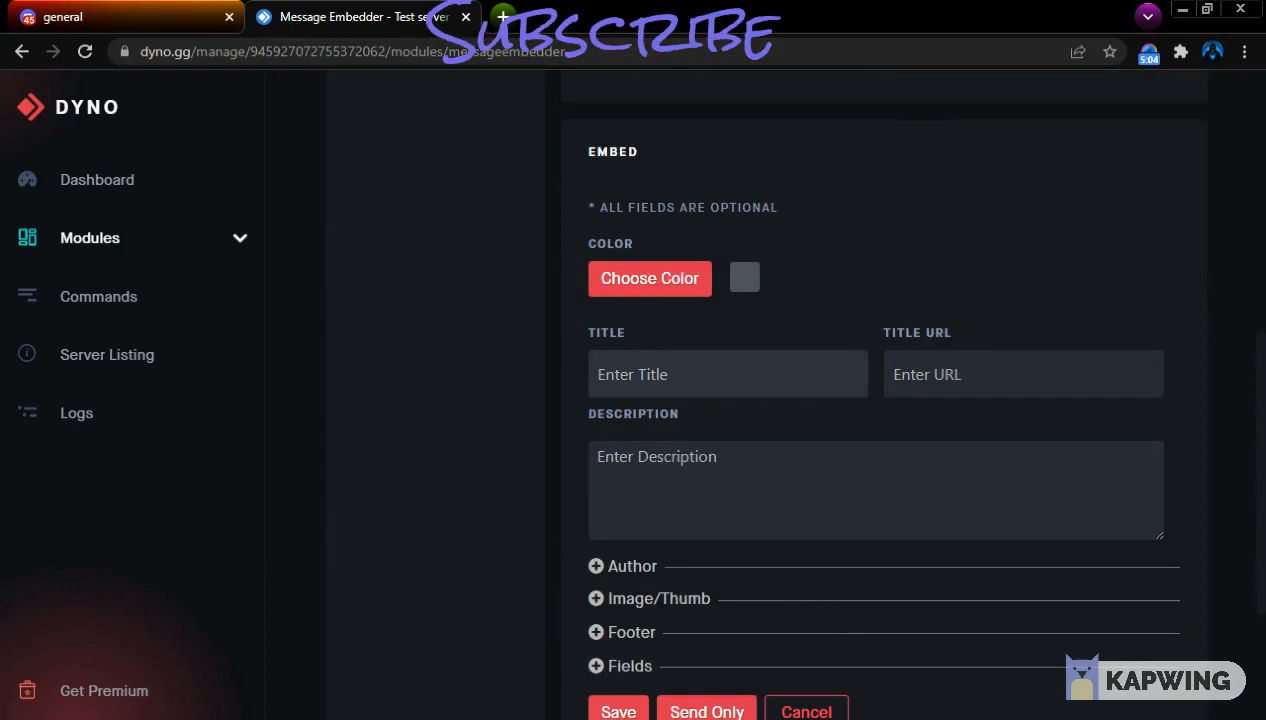 45
general
Message Embedder - Test server
SUBSCRIBE
dyno.gg/manage/945927072755372062/modules/messageembedder
5:04
DYNO
Dashboard
Modules
Commands
Server Listing
Logs
Get Premium
EMBED
* ALL FIELDS ARE OPTIONAL
COLOR
Choose Color
TITLE TITLE URL
Enter Title Enter URL
DESCRIPTION
Enter Description
Author
Image/Thumb
Footer
Fields
Save Send Only Cancel
KAPWING